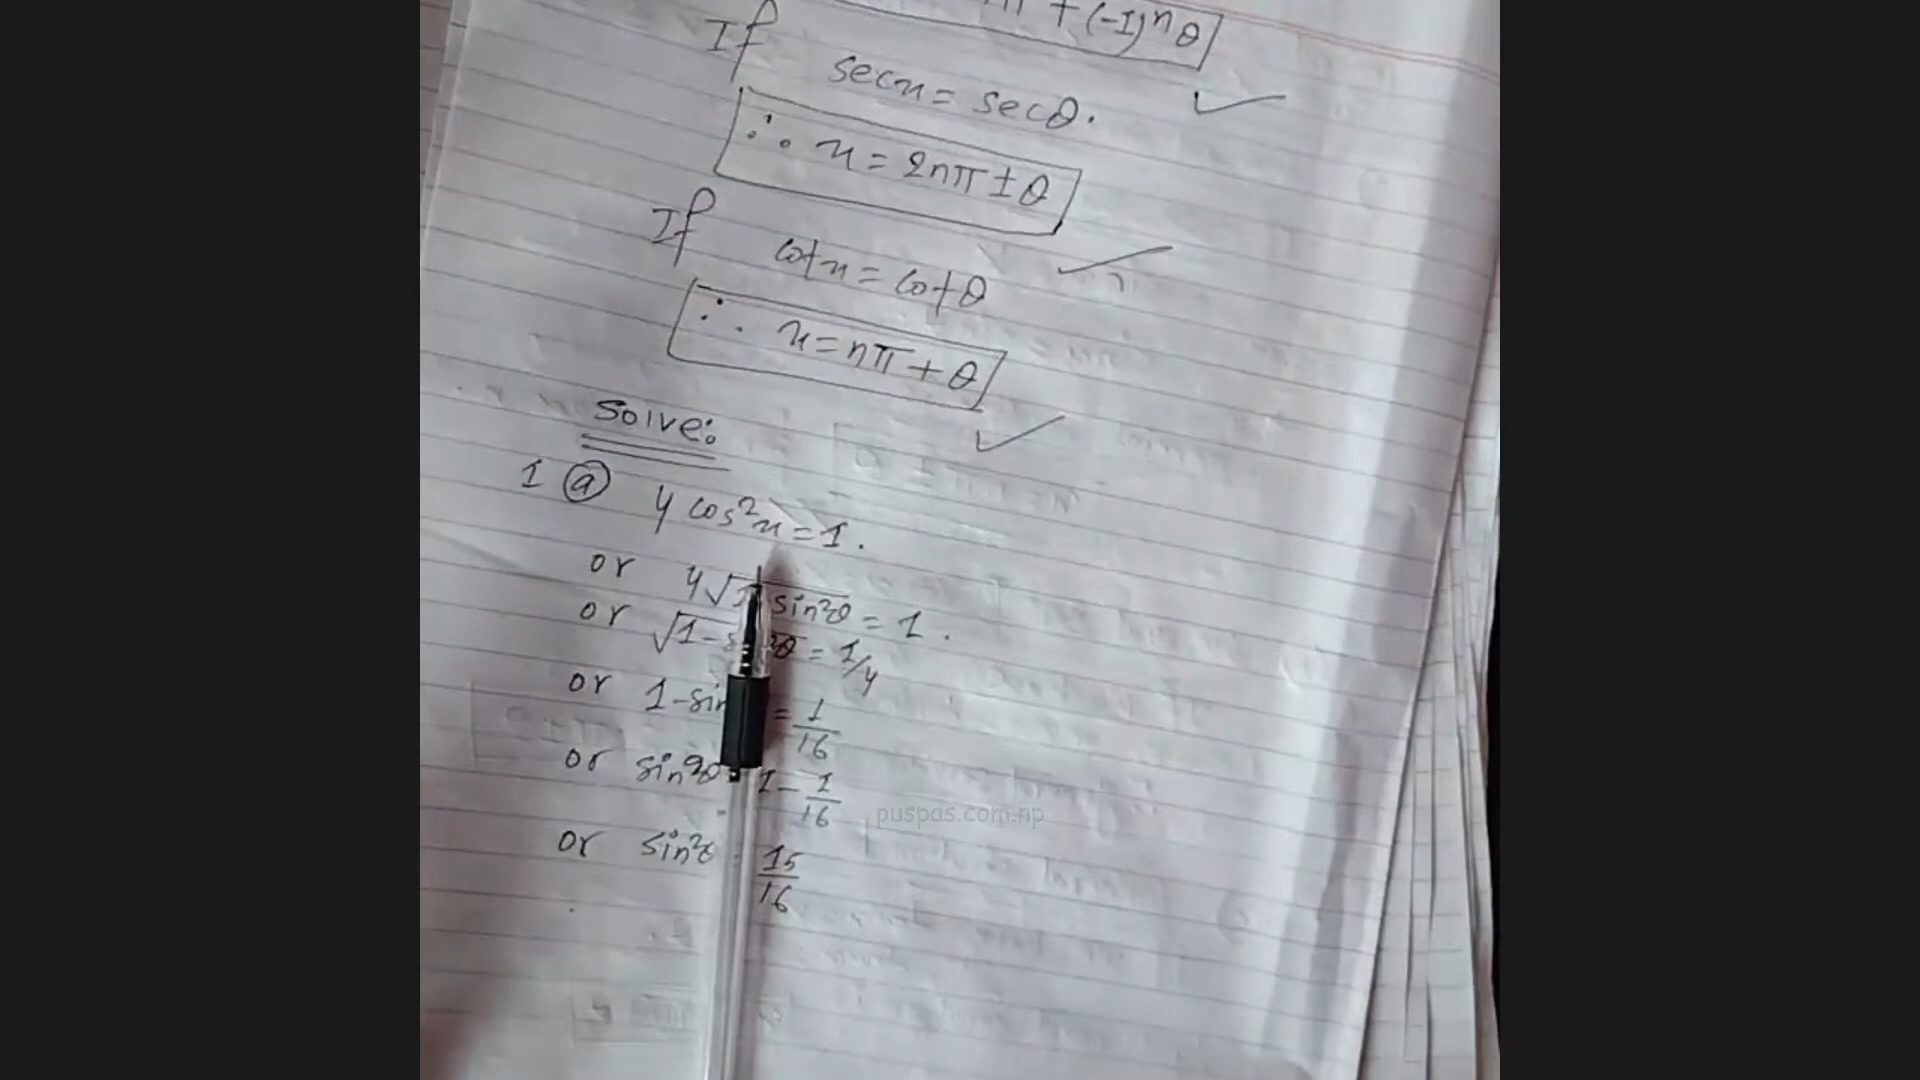 π + (-1)ⁿ θ
If
secx = secθ.
∴ x = 2nπ ± θ
If
cotx = cotθ
∴ x = nπ + θ
Solve:
1 (a) 4 cos²x = 1.
or 4√ sin²θ = 1.
or √1- ²θ = 1/4
or 1-sin = 1/16
or sin²θ 1 - 1/16
puspas.com.np
or sin²θ 15/16